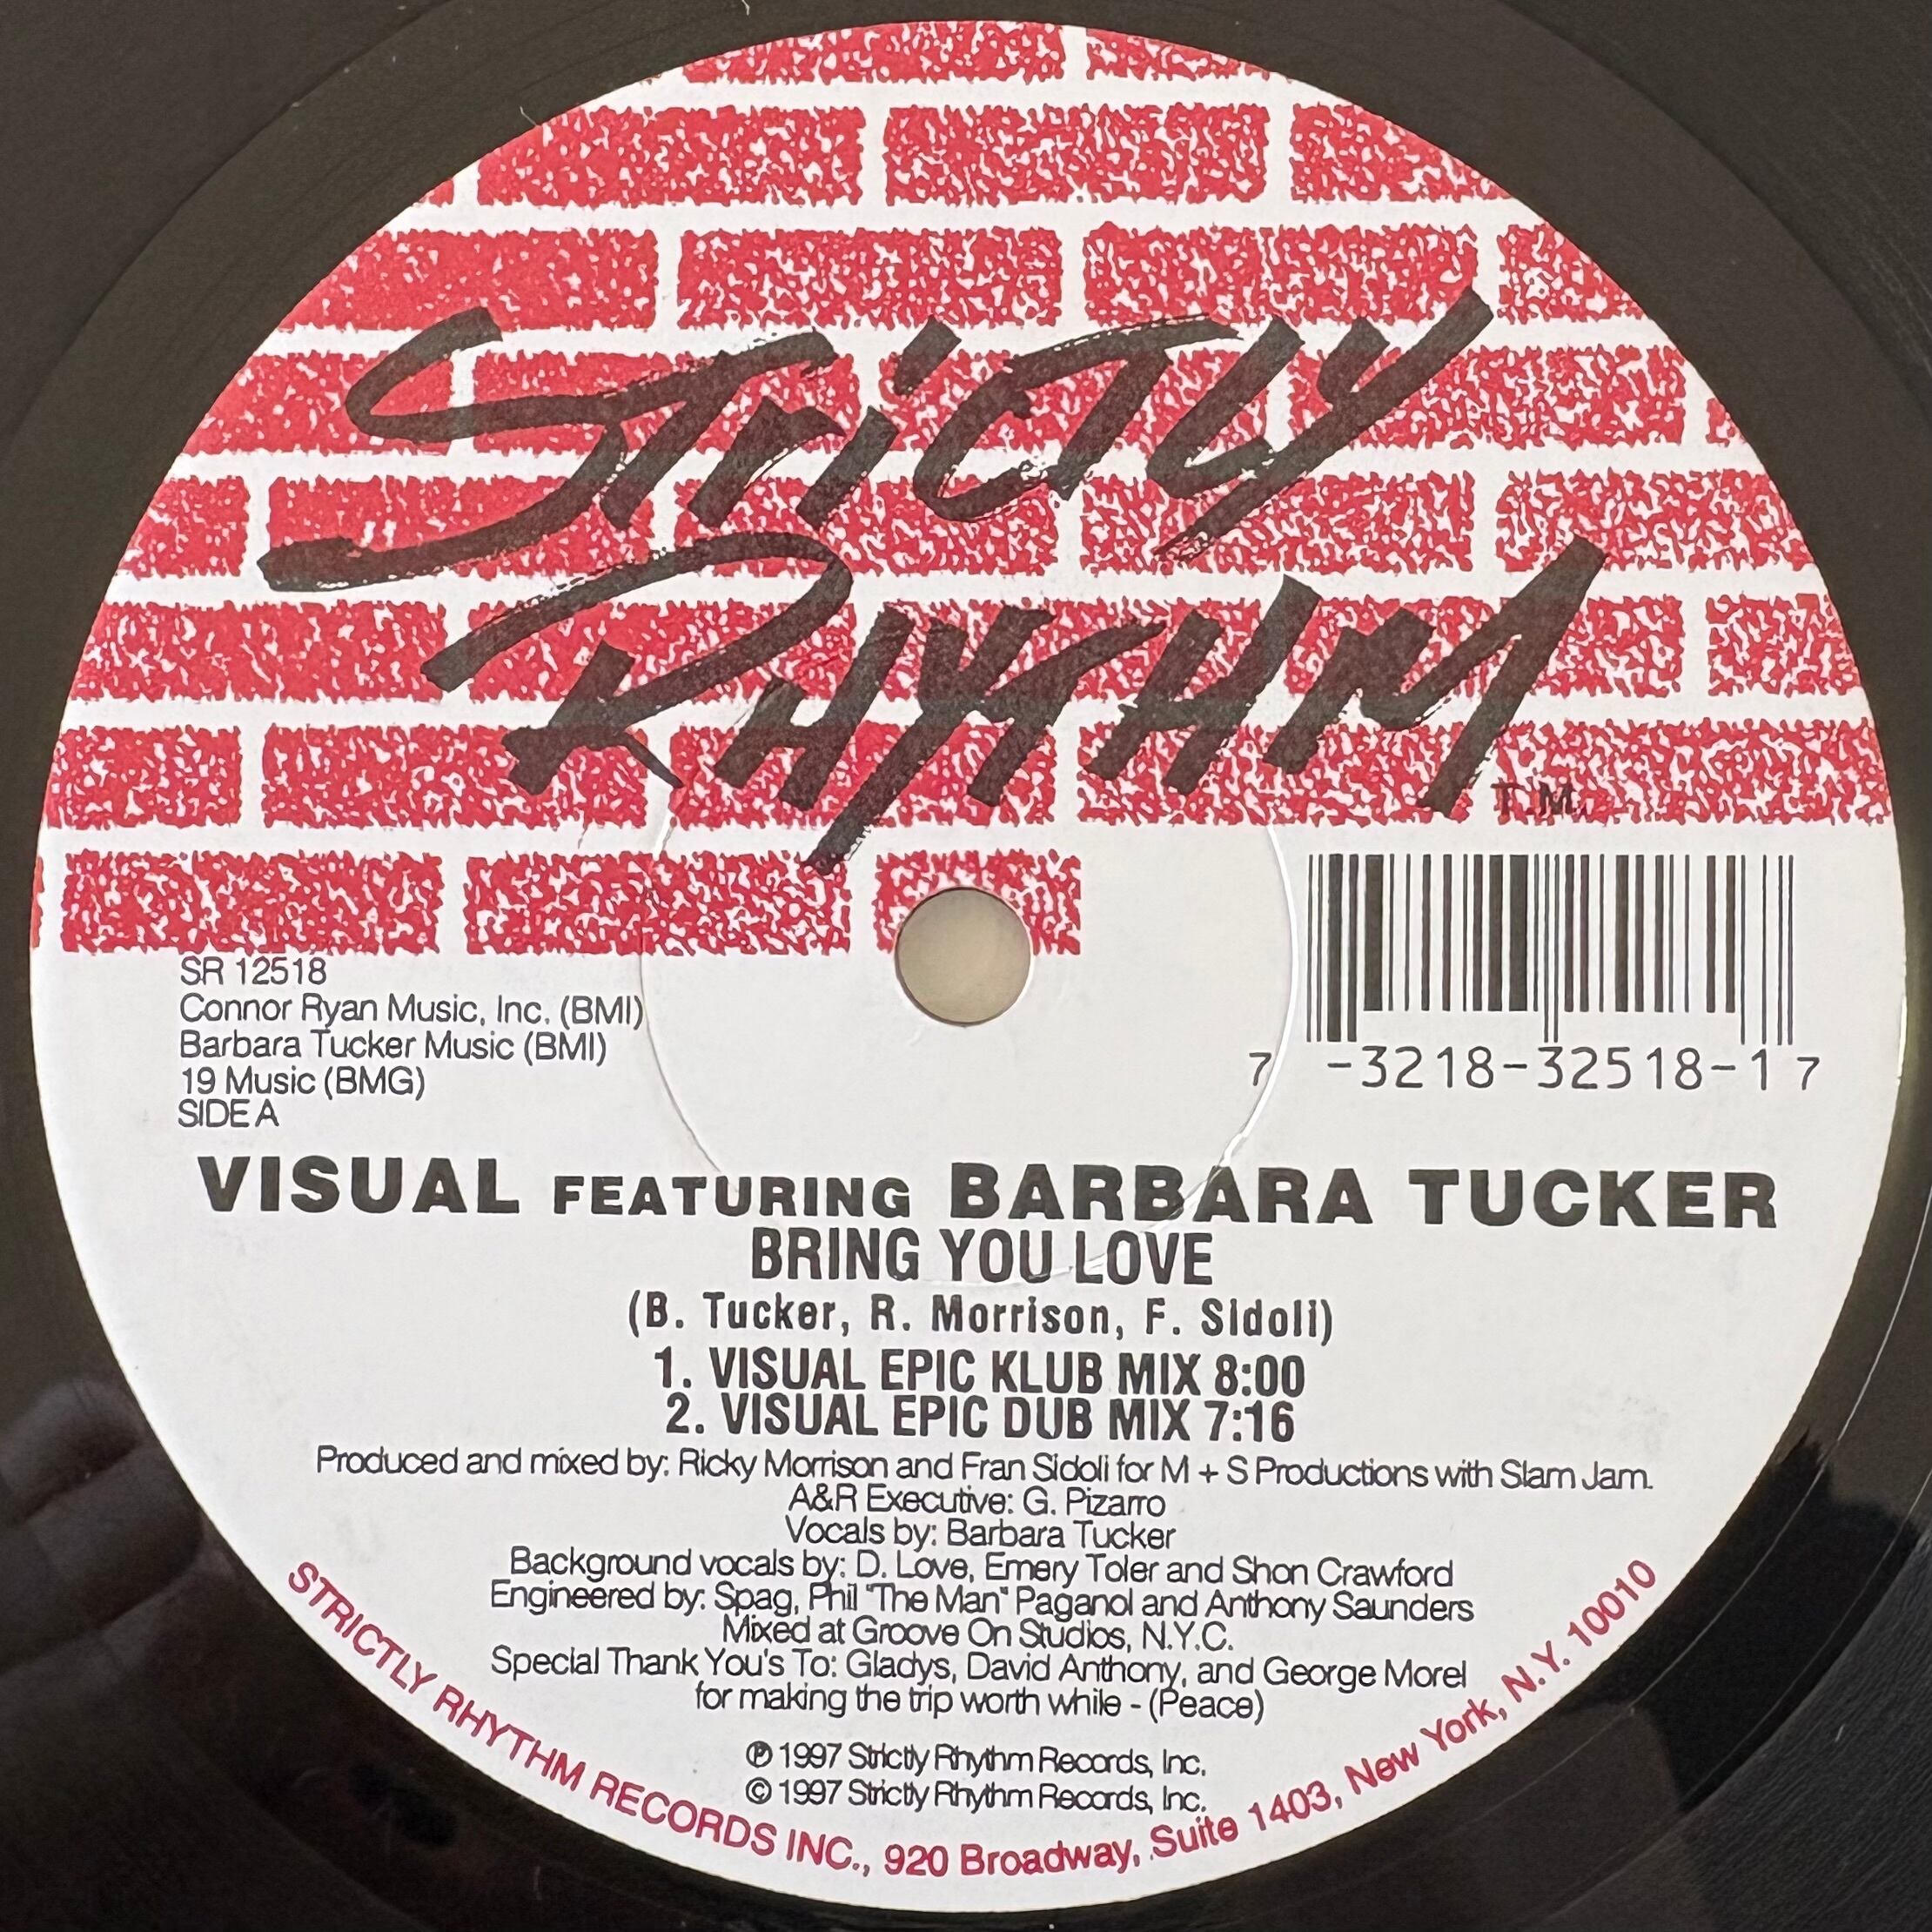 STRICTLY
RHYTHM
T.M.
SR 12518
Connor Ryan Music, Inc. (BMI)
Barbara Tucker Music (BMI)
19 Music (BMG)
SIDE A
7 -3218-32518-1 7
VISUAL FEATURING BARBARA TUCKER
BRING YOU LOVE
(B. Tucker, R. Morrison, F. Sidoli)
1. VISUAL EPIC KLUB MIX 8:00
2. VISUAL EPIC DUB MIX 7:16
Produced and mixed by: Ricky Morrison and Fran Sidoli for M + S Productions with Slam Jam.
A&R Executive: G. Pizarro
Vocals by: Barbara Tucker
Background vocals by: D. Love, Emery Toler and Shon Crawford
Engineered by: Spag, Phil "The Man" Paganol and Anthony Saunders
Mixed at Groove On Studios, N.Y.C.
Special Thank You's To: Gladys, David Anthony, and George Morel
for making the trip worth while - (Peace)
℗ 1997 Strictly Rhythm Records, Inc.
© 1997 Strictly Rhythm Records, Inc.
STRICTLY RHYTHM RECORDS INC., 920 Broadway, Suite 1403, New York, N.Y. 10010